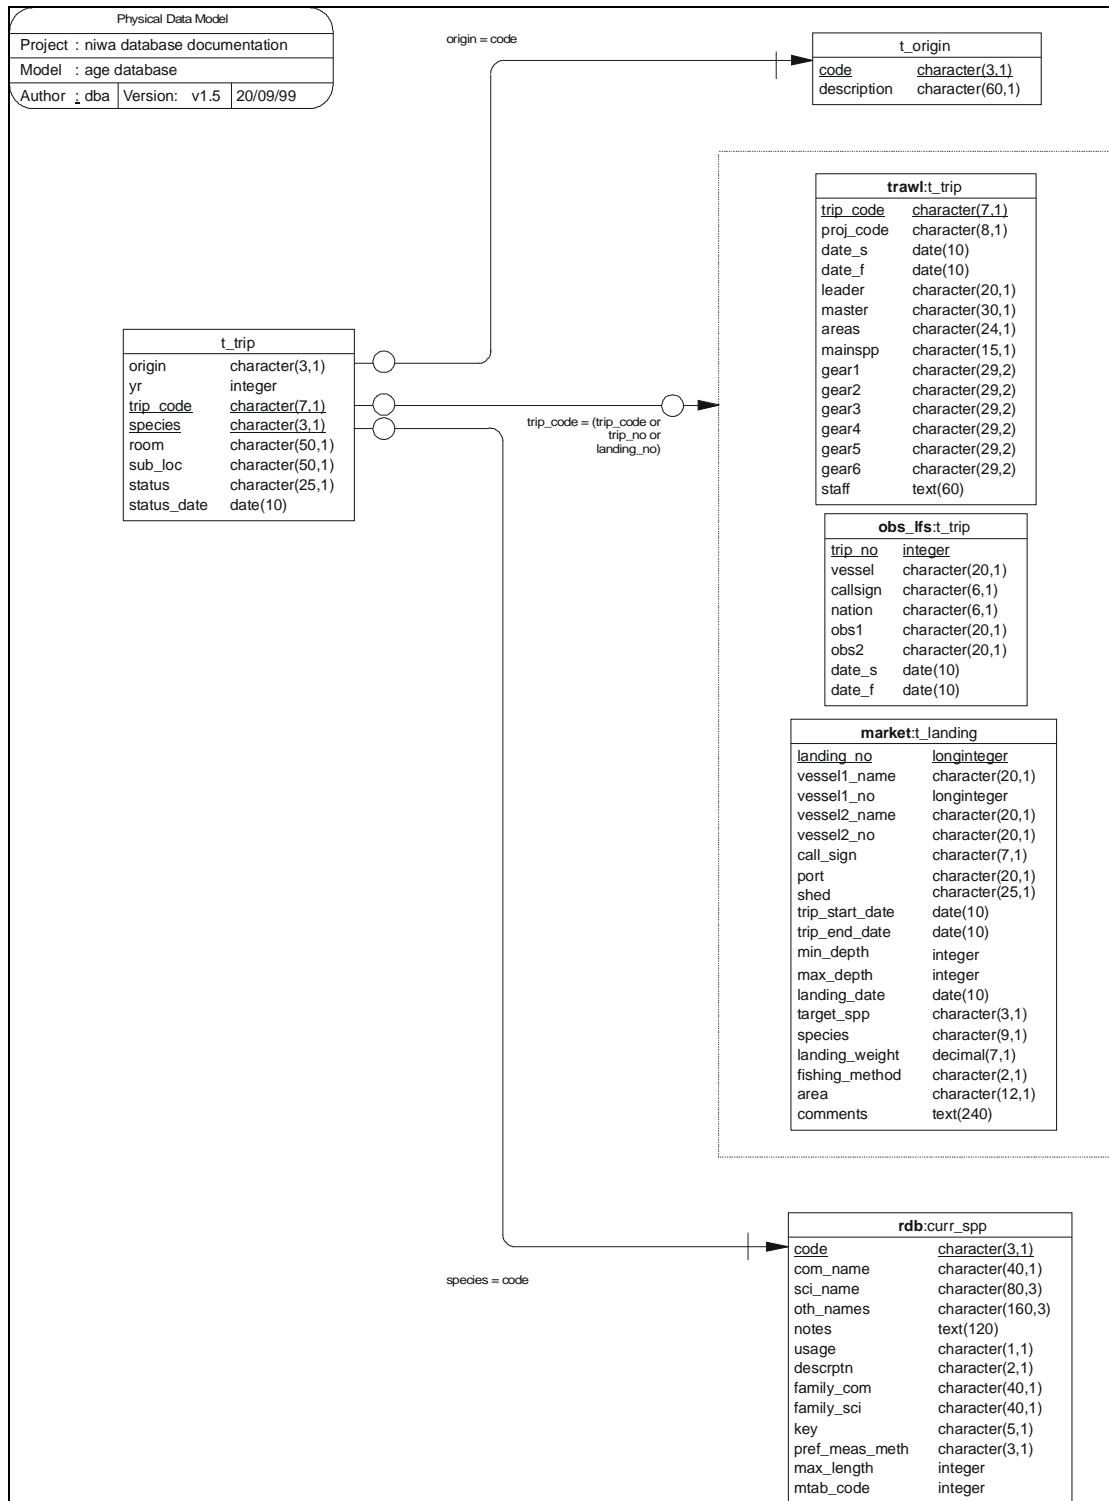 Physical Data Model
Project : niwa database documentation
Model : age database
Author : dba Version: v1.5 20/09/99
origin = code
t_origin
code character(3,1)
description character(60,1)
trawl:t_trip
trip_code character(7,1)
proj_code character(8,1)
date_s date(10)
date_f date(10)
leader character(20,1)
master character(30,1)
areas character(24,1)
mainspp character(15,1)
gear1 character(29,2)
gear2 character(29,2)
gear3 character(29,2)
gear4 character(29,2)
gear5 character(29,2)
gear6 character(29,2)
staff text(60)
t_trip
origin character(3,1)
yr integer
trip_code character(7,1)
species character(3,1)
room character(50,1)
sub_loc character(50,1)
status character(25,1)
status_date date(10)
trip_code = (trip_code or
trip_no or
landing_no)
obs_lfs:t_trip
trip_no integer
vessel character(20,1)
callsign character(6,1)
nation character(6,1)
obs1 character(20,1)
obs2 character(20,1)
date_s date(10)
date_f date(10)
market:t_landing
landing_no longinteger
vessel1_name character(20,1)
vessel1_no longinteger
vessel2_name character(20,1)
vessel2_no character(20,1)
call_sign character(7,1)
port character(20,1)
shed character(25,1)
trip_start_date date(10)
trip_end_date date(10)
min_depth integer
max_depth integer
landing_date date(10)
target_spp character(3,1)
species character(9,1)
landing_weight decimal(7,1)
fishing_method character(2,1)
area character(12,1)
comments text(240)
species = code
rdb:curr_spp
code character(3,1)
com_name character(40,1)
sci_name character(80,3)
oth_names character(160,3)
notes text(120)
usage character(1,1)
descrptn character(2,1)
family_com character(40,1)
family_sci character(40,1)
key character(5,1)
pref_meas_meth character(3,1)
max_length integer
mtab_code integer